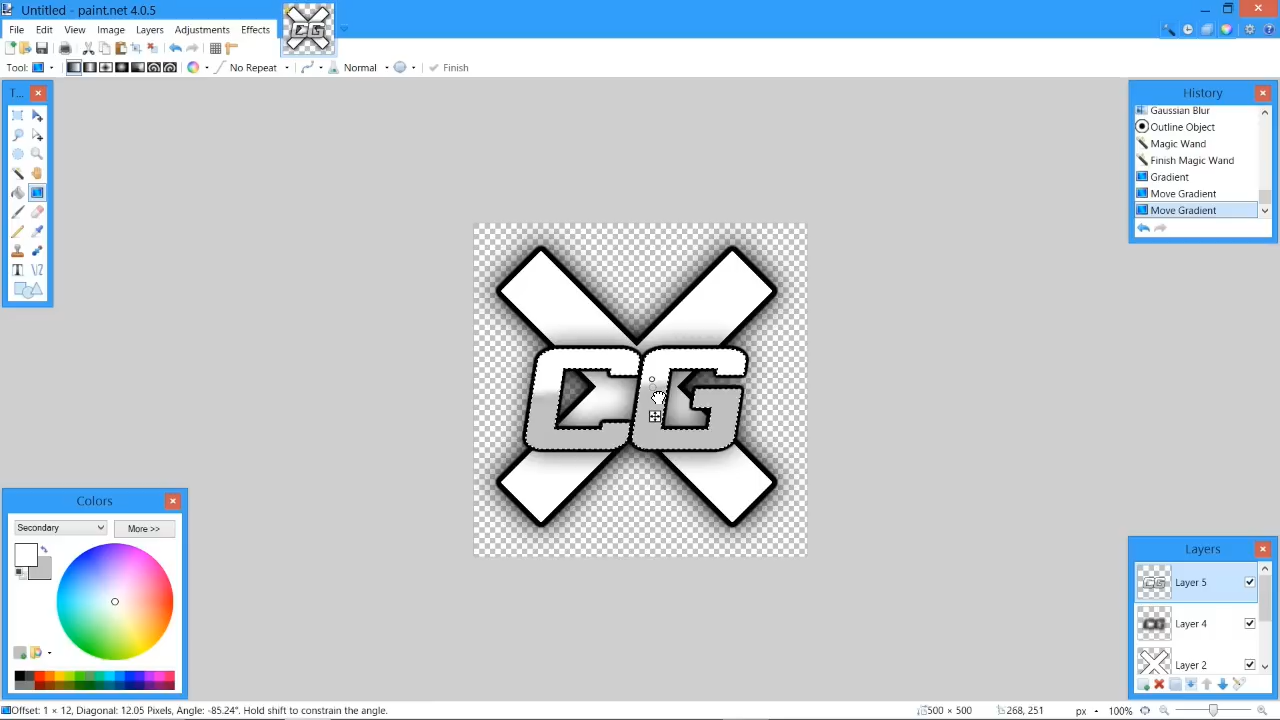 Untitled - paint.net 4.0.5
File Edit View Image Layers Adjustments Effects
Tool: No Repeat Normal Finish
T...
History
Gaussian Blur
Outline Object
Magic Wand
Finish Magic Wand
Gradient
Move Gradient
Move Gradient
CG
Colors
Secondary More >>
Layers
Layer 5
Layer 4
Layer 2
Offset: 1 × 12, Diagonal: 12.05 Pixels, Angle: -85.24°. Hold shift to constrain the angle. 500 × 500 268, 251 px 100%